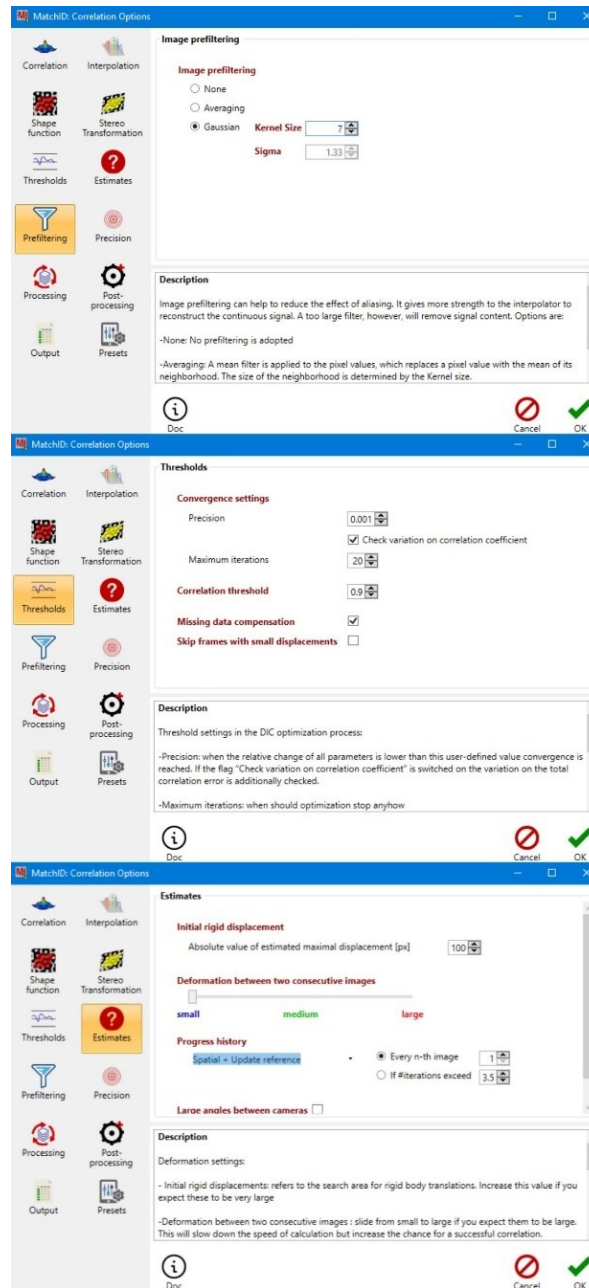 MatchID: Correlation Options
Correlation
Interpolation
Shape function
Stereo Transformation
Thresholds
Estimates
Prefiltering
Precision
Processing
Post-processing
Output
Presets
Image prefiltering
Image prefiltering
None
Averaging
Gaussian Kernel Size 7
Sigma 1.33
Description
Image prefiltering can help to reduce the effect of aliasing. It gives more strength to the interpolator to
reconstruct the continuous signal. A too large filter, however, will remove signal content. Options are:
-None: No prefiltering is adopted
-Averaging: A mean filter is applied to the pixel values, which replaces a pixel value with the mean of its
neighborhood. The size of the neighborhood is determined by the Kernel size.
Doc
Cancel
OK
MatchID: Correlation Options
Correlation
Interpolation
Shape function
Stereo Transformation
Thresholds
Estimates
Prefiltering
Precision
Processing
Post-processing
Output
Presets
Thresholds
Convergence settings
Precision 0.001
Check variation on correlation coefficient
Maximum iterations 20
Correlation threshold 0.9
Missing data compensation
Skip frames with small displacements
Description
Threshold settings in the DIC optimization process:
-Precision: when the relative change of all parameters is lower than this user-defined value convergence is
reached. If the flag "Check variation on correlation coefficient" is switched on the variation on the total
correlation error is additionally checked.
-Maximum iterations: when should optimization stop anyhow
Doc
Cancel
OK
MatchID: Correlation Options
Correlation
Interpolation
Shape function
Stereo Transformation
Thresholds
Estimates
Prefiltering
Precision
Processing
Post-processing
Output
Presets
Estimates
Initial rigid displacement
Absolute value of estimated maximal displacement [px] 100
Deformation between two consecutive images
small medium large
Progress history
Spatial + Update reference
Every n-th image 1
If #iterations exceed 3.5
Large angles between cameras
Description
Deformation settings:
- Initial rigid displacements: refers to the search area for rigid body translations. Increase this value if you
expect these to be very large
-Deformation between two consecutive images : slide from small to large if you expect them to be large.
This will slow down the speed of calculation but increase the chance for a successful correlation.
Doc
Cancel
OK